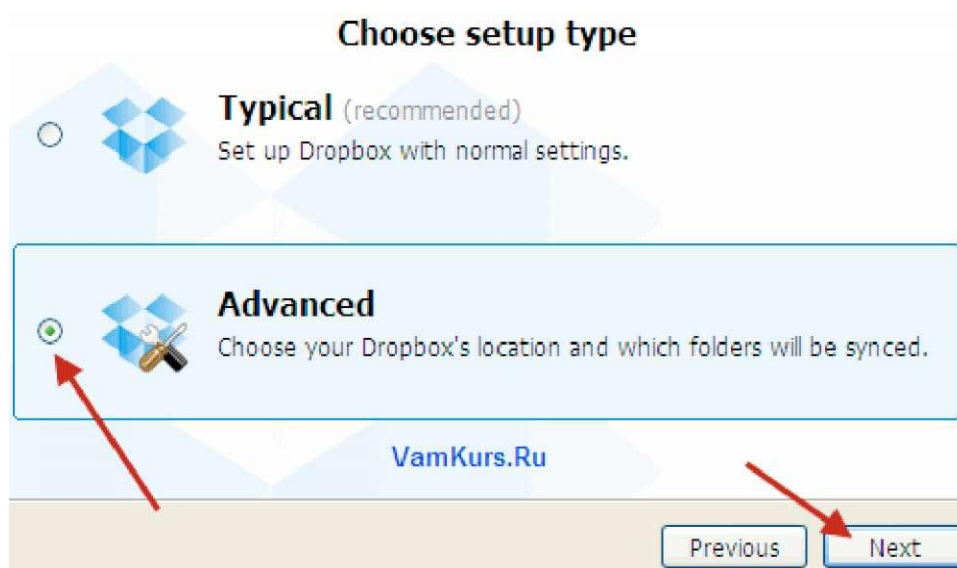 Choose setup type
Typical (recommended)
Set up Dropbox with normal settings.
Advanced
Choose your Dropbox's location and which folders will be synced.
VamKurs.Ru
Previous Next